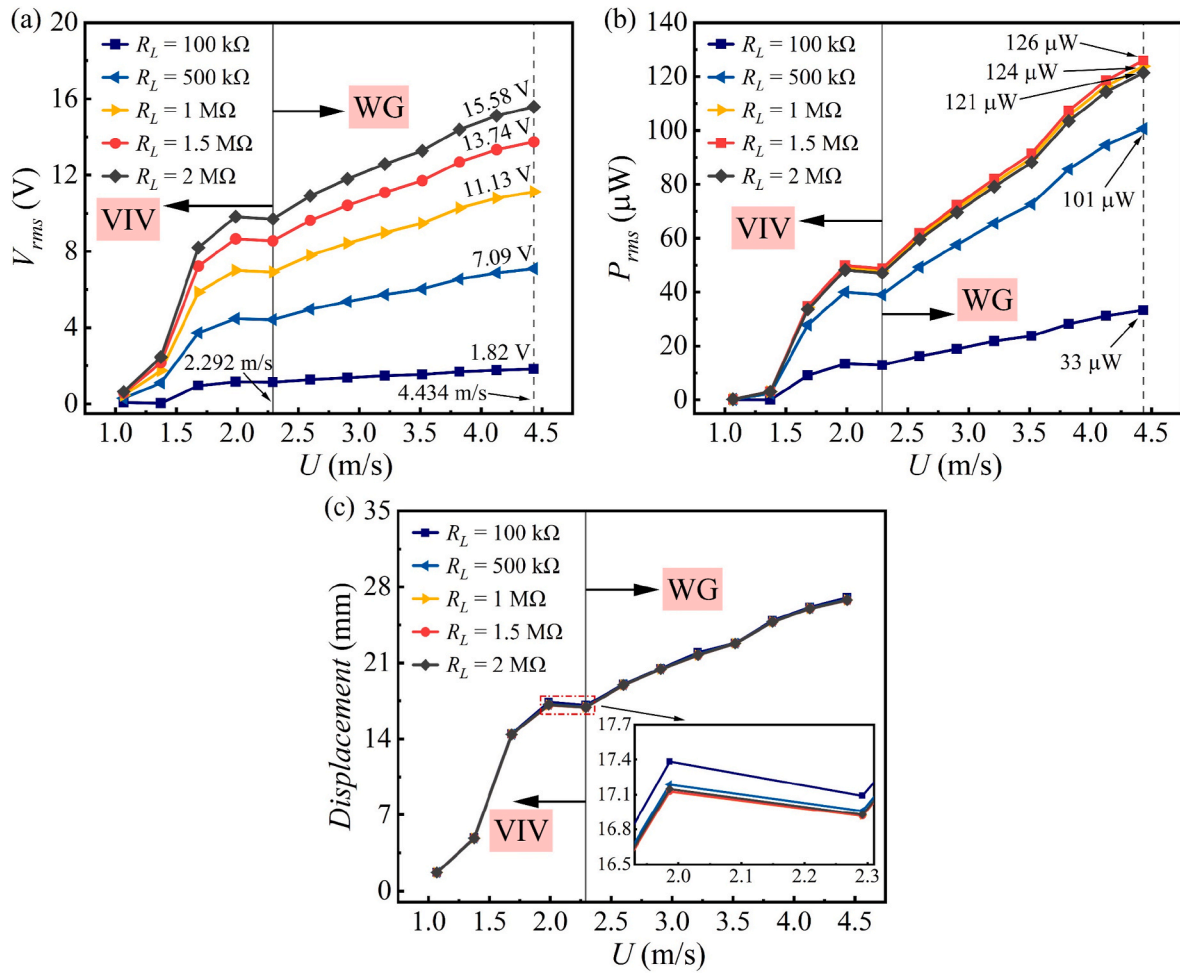 (a)
20
16
12
8
4
0
V_rms (V)
R_L = 100 kΩ
R_L = 500 kΩ
R_L = 1 MΩ
R_L = 1.5 MΩ
R_L = 2 MΩ
WG
VIV
15.58 V
13.74 V
11.13 V
7.09 V
1.82 V
2.292 m/s
4.434 m/s
1.0 1.5 2.0 2.5 3.0 3.5 4.0 4.5
U (m/s)
(b)
140
120
100
80
60
40
20
0
P_rms (μW)
R_L = 100 kΩ
R_L = 500 kΩ
R_L = 1 MΩ
R_L = 1.5 MΩ
R_L = 2 MΩ
126 μW
124 μW
121 μW
101 μW
VIV
WG
33 μW
1.0 1.5 2.0 2.5 3.0 3.5 4.0 4.5
U (m/s)
(c)
35
28
21
14
7
0
Displacement (mm)
R_L = 100 kΩ
R_L = 500 kΩ
R_L = 1 MΩ
R_L = 1.5 MΩ
R_L = 2 MΩ
WG
VIV
17.7
17.4
17.1
16.8
16.5
2.0 2.1 2.2 2.3
1.0 1.5 2.0 2.5 3.0 3.5 4.0 4.5
U (m/s)